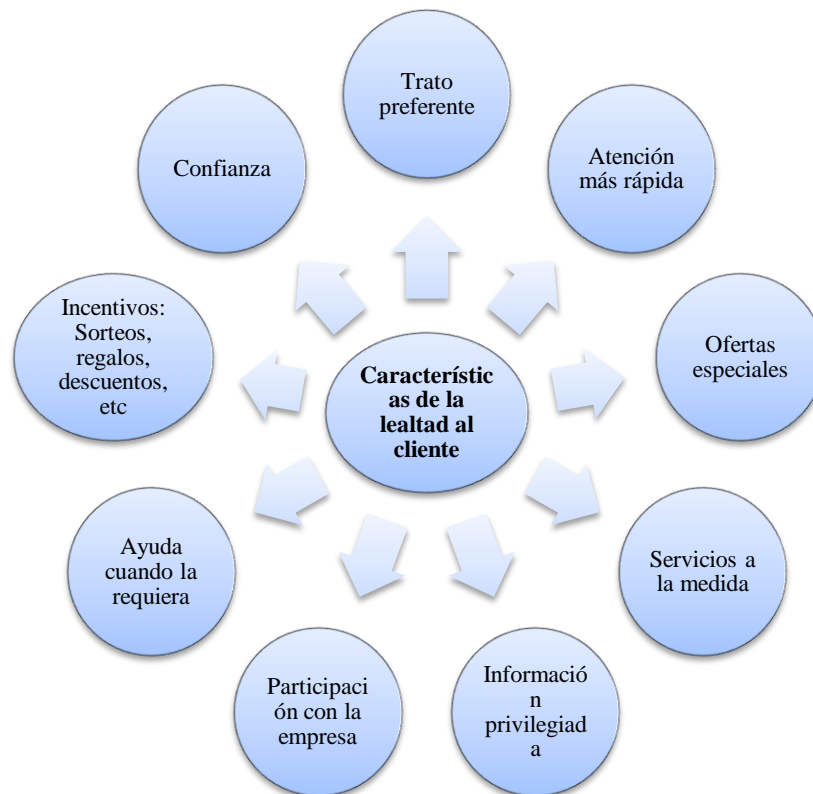 Trato
preferente
Atención
más rápida
Ofertas
especiales
Servicios a
la medida
Informació
n
privilegiad
a
Participaci
ón con la
empresa
Ayuda
cuando la
requiera
Incentivos:
Sorteos,
regalos,
descuentos,
etc
Confianza
Característic
as de la
lealtad al
cliente